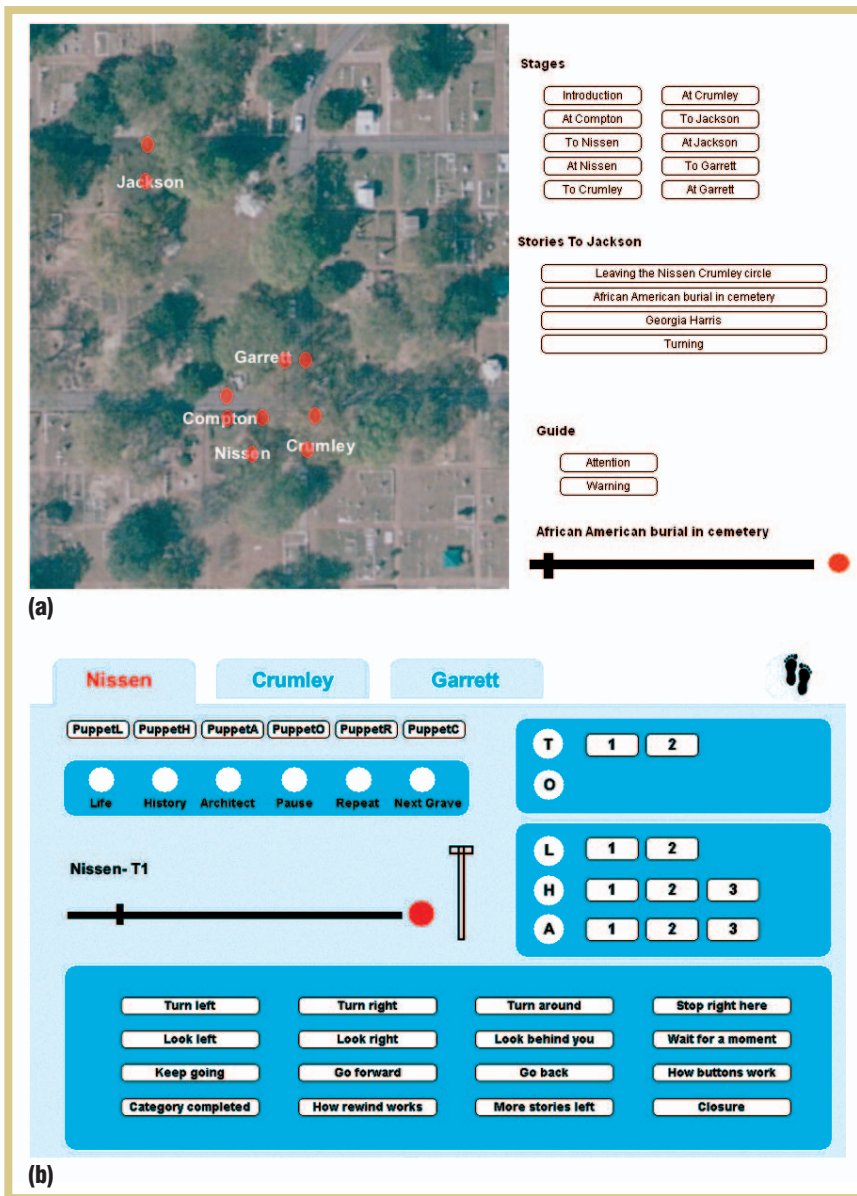 Stages
Introduction At Crumley
At Compton To Jackson
To Nissen At Jackson
At Nissen To Garrett
To Crumley At Garrett
Jackson
Stories To Jackson
Leaving the Nissen Crumley circle
African American burial in cemetery
Georgia Harris
Turning
Garrett
Compton
Nissen Crumley
Guide
Attention
Warning
African American burial in cemetery
(a)
Nissen Crumley Garrett
PuppetL PuppetH PuppetA PuppetO PuppetR PuppetC
Life History Architect Pause Repeat Next Grave
T 1 2
O
Nissen- T1
L 1 2
H 1 2 3
A 1 2 3
Turn left Turn right Turn around Stop right here
Look left Look right Look behind you Wait for a moment
Keep going Go forward Go back How buttons work
Category completed How rewind works More stories left Closure
(b)